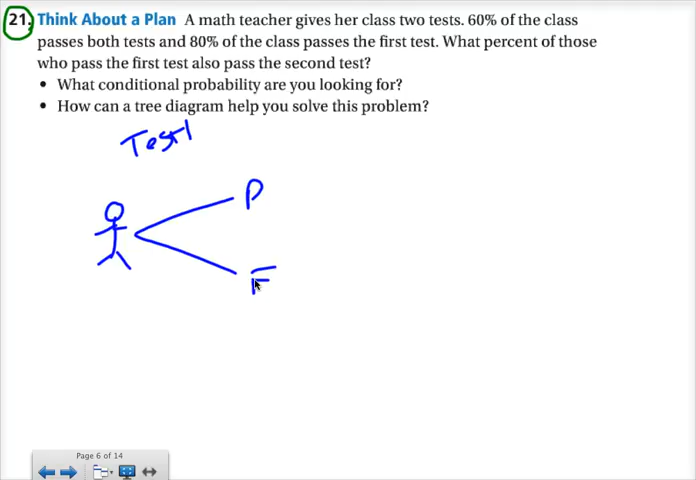 21. Think About a Plan A math teacher gives her class two tests. 60% of the class
passes both tests and 80% of the class passes the first test. What percent of those
who pass the first test also pass the second test?
• What conditional probability are you looking for?
• How can a tree diagram help you solve this problem?
Test 1
P
F
Page 6 of 14